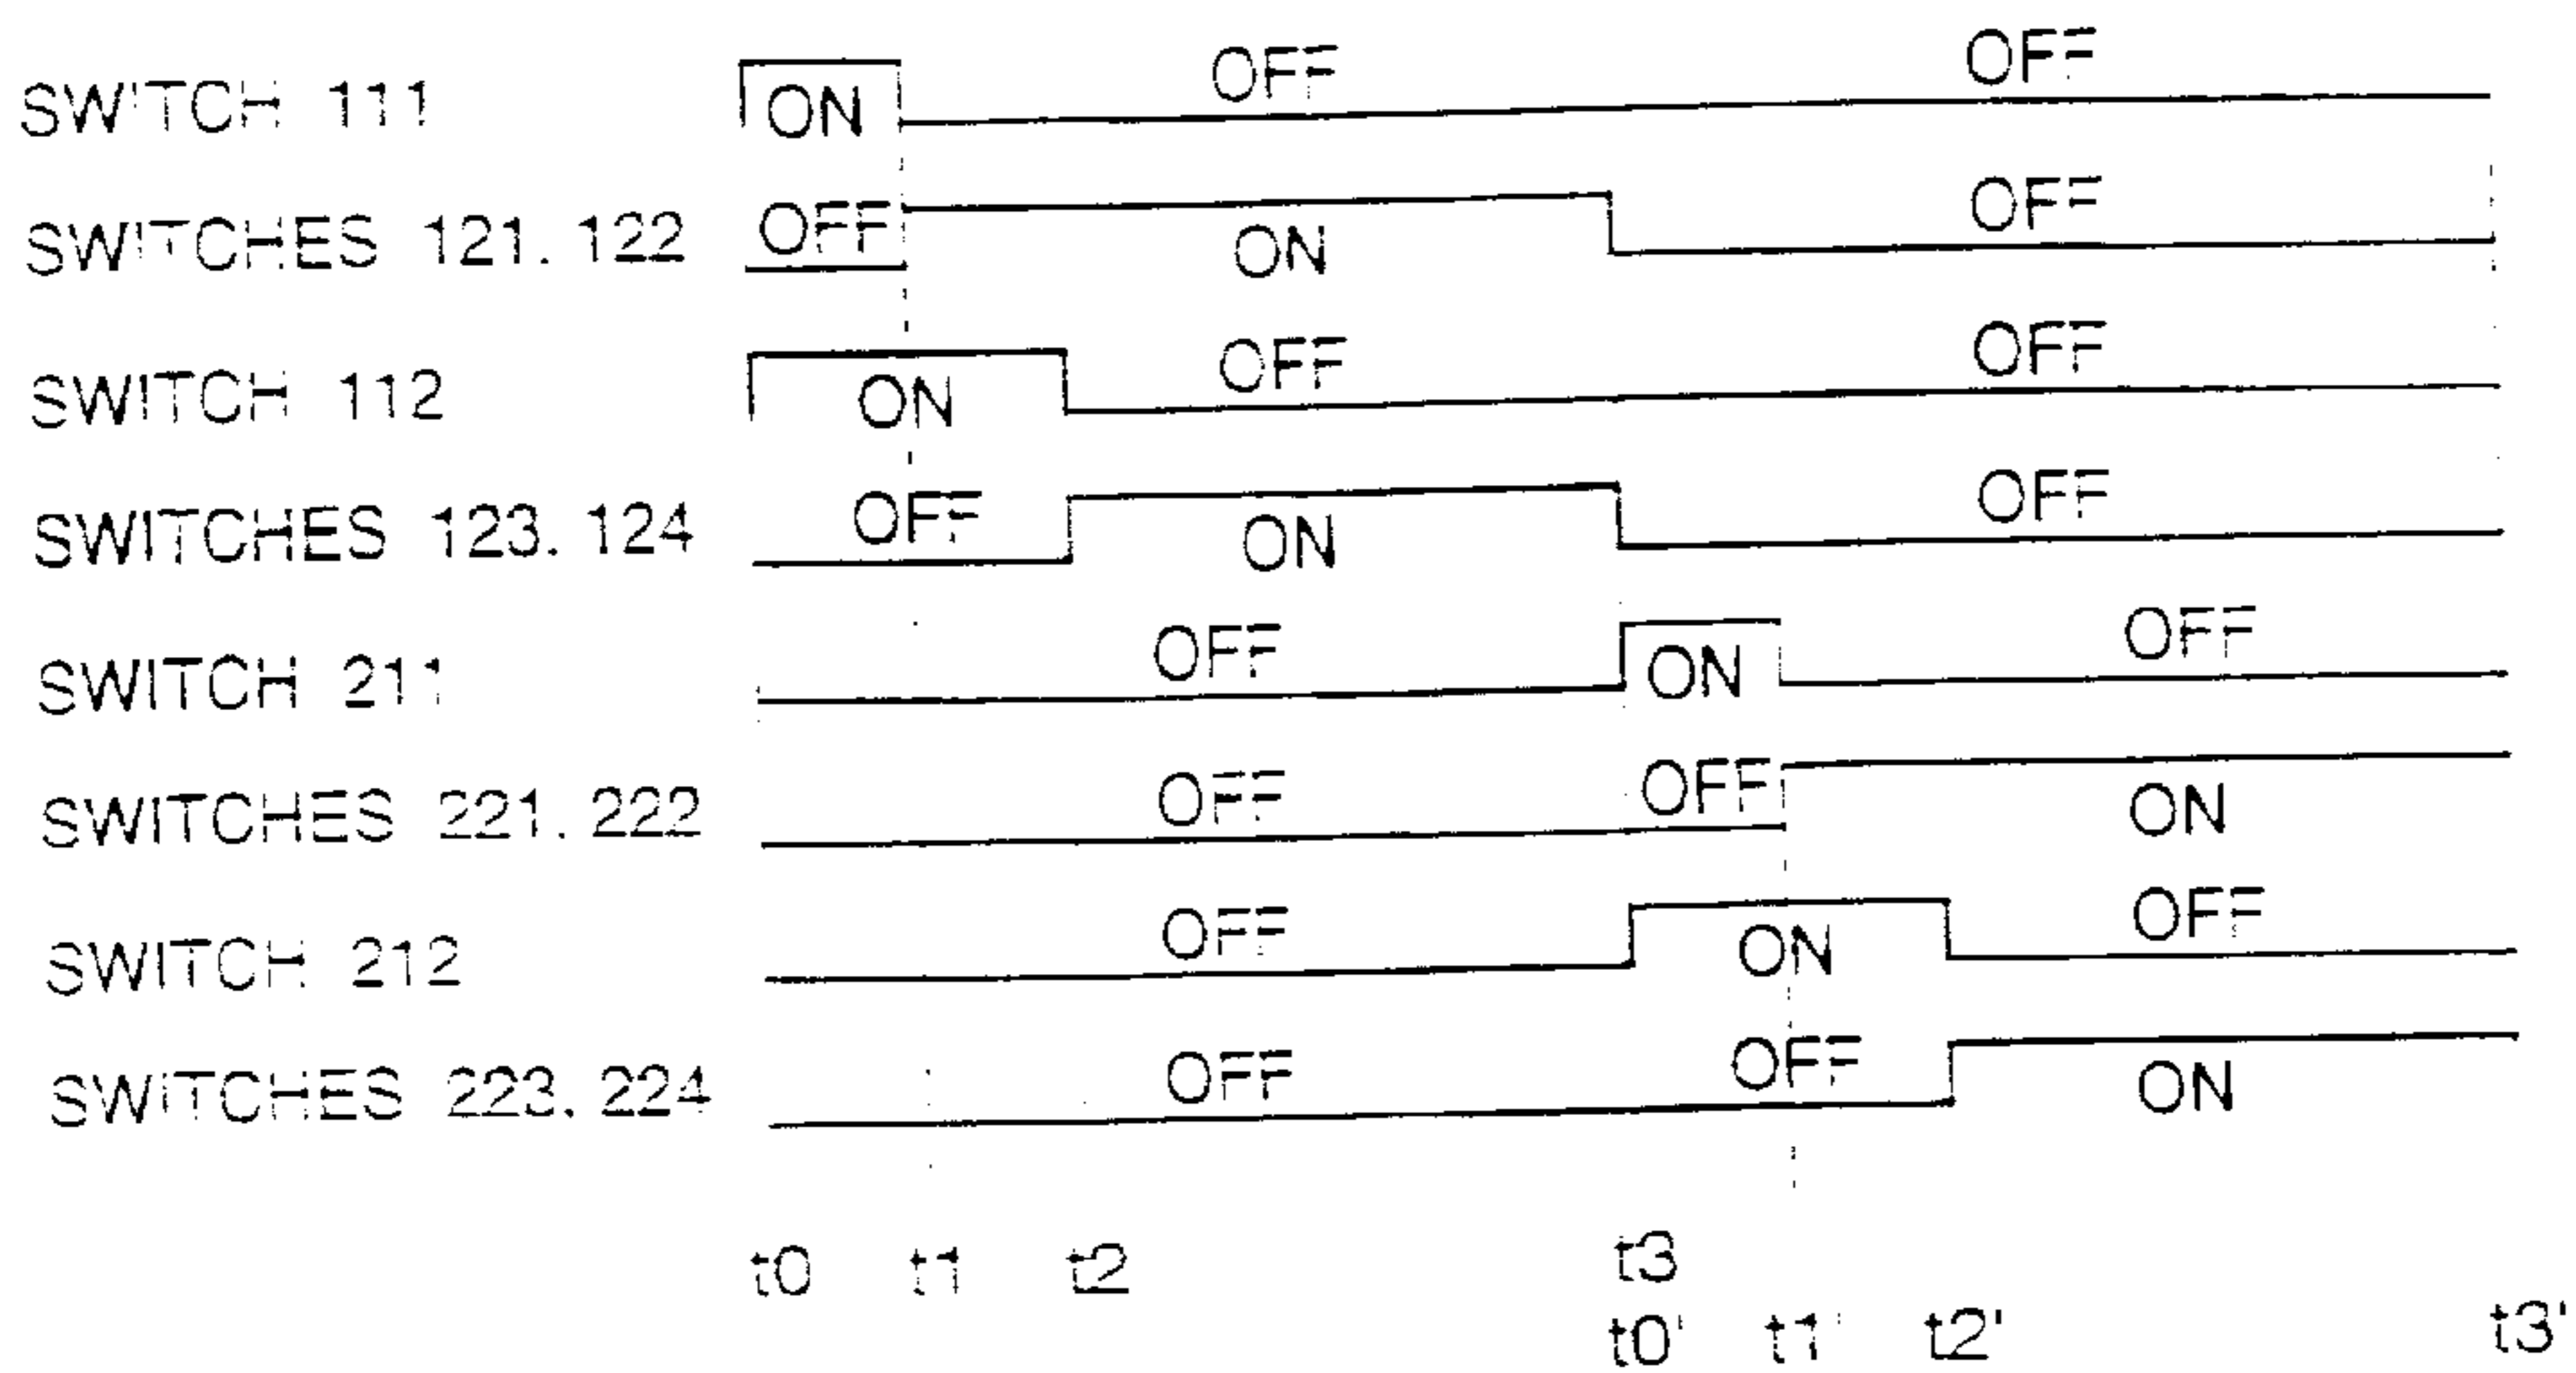 SWITCH 111 ON OFF OFF
SWITCHES 121. 122 OFF ON OFF
SWITCH 112 ON OFF OFF
SWITCHES 123. 124 OFF ON OFF
SWITCH 211 OFF ON OFF
SWITCHES 221. 222 OFF OFF ON
SWITCH 212 OFF ON OFF
SWITCHES 223. 224 OFF OFF ON
t0 t1 t2 t3
t0' t1' t2' t3'